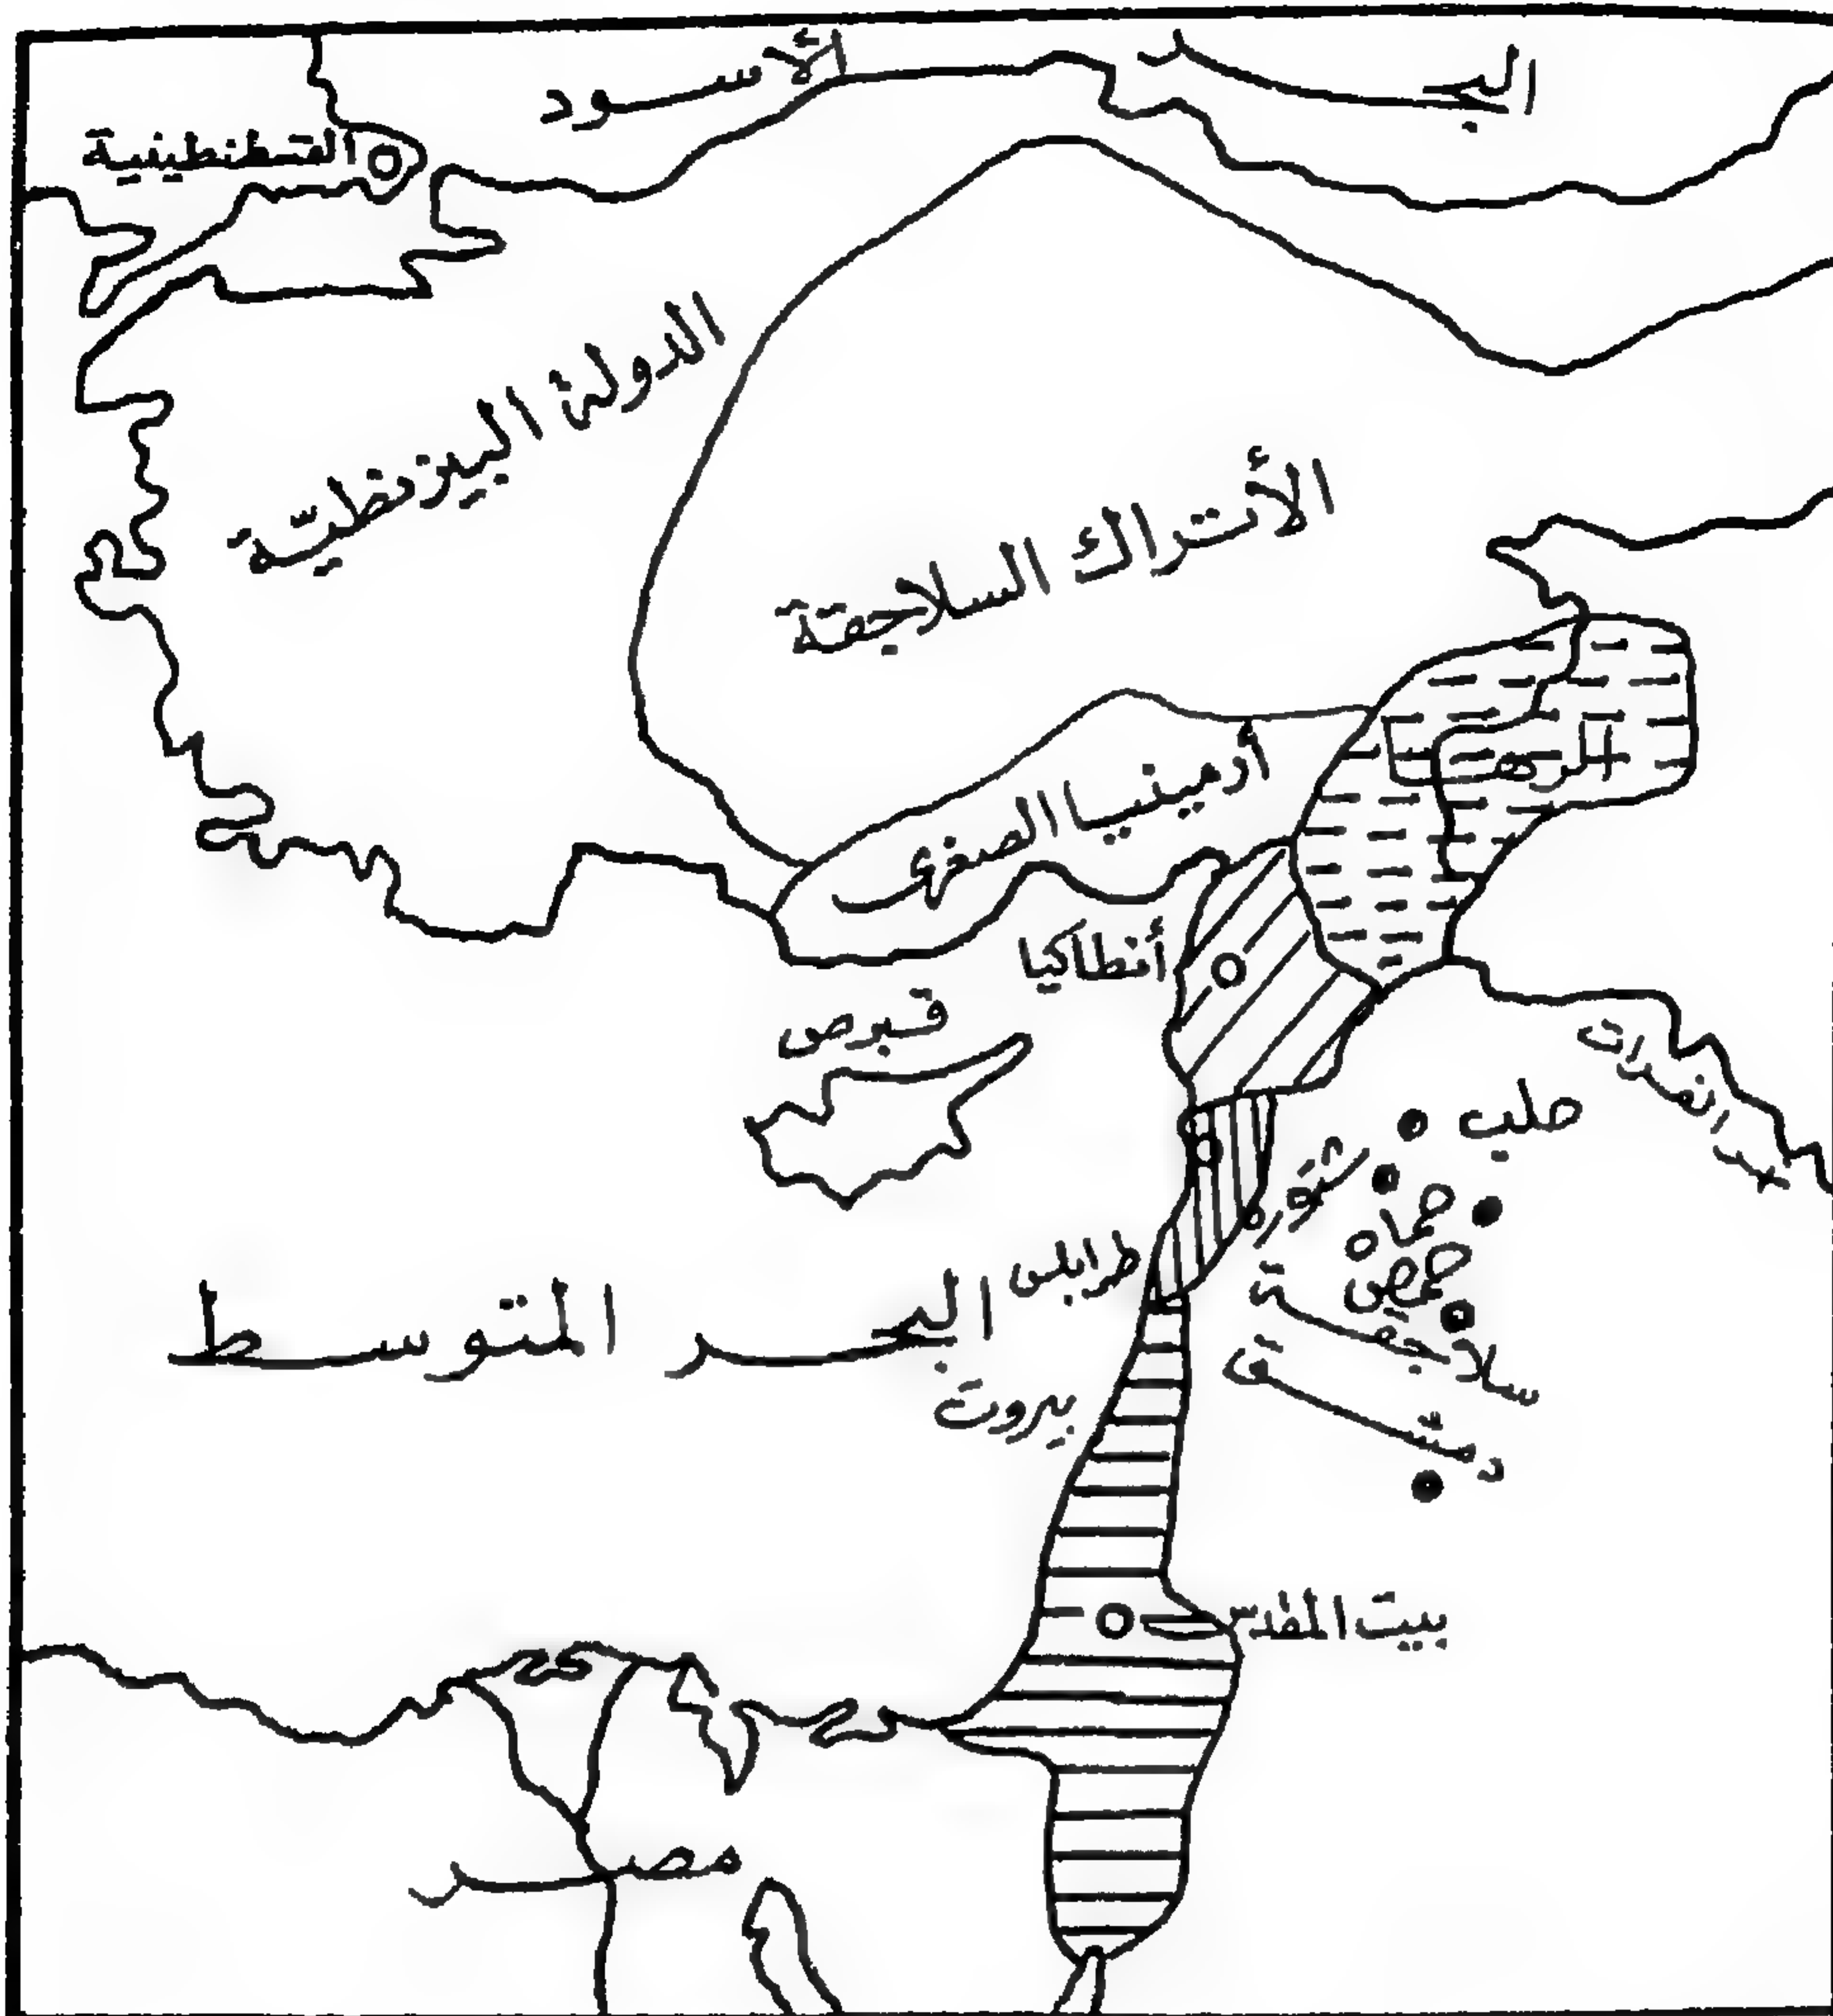 البحر الأسود
القسطنطينية
الدولة البيزنطيّة
الأتراك السلاجقة
أرمينيا الصغرى
الرها
أنطاكيا
قبرص
نهر الفرات
حلب
شيزر
حماه
حمص
طرابلس
البحر المتوسط
سلاجقة
دمشق
بيروت
بيت المقدس
مصر